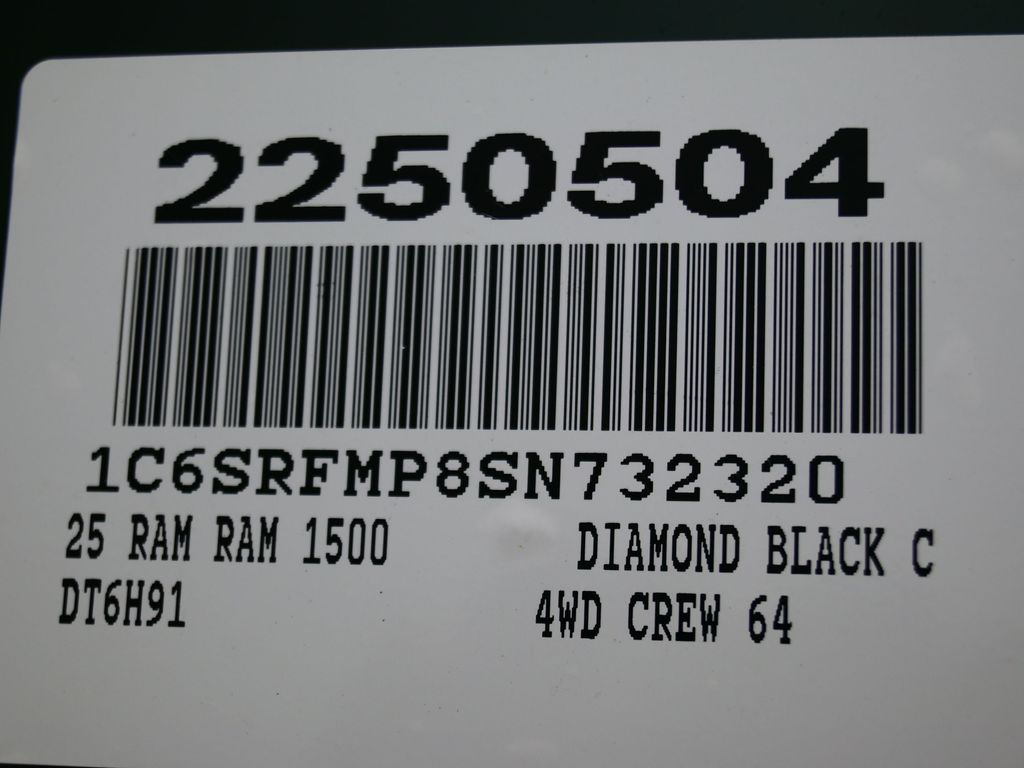 2250504
1C6SRFMP8SN732320
25 RAM RAM 1500 DIAMOND BLACK C
DT6H91 4WD CREW 64